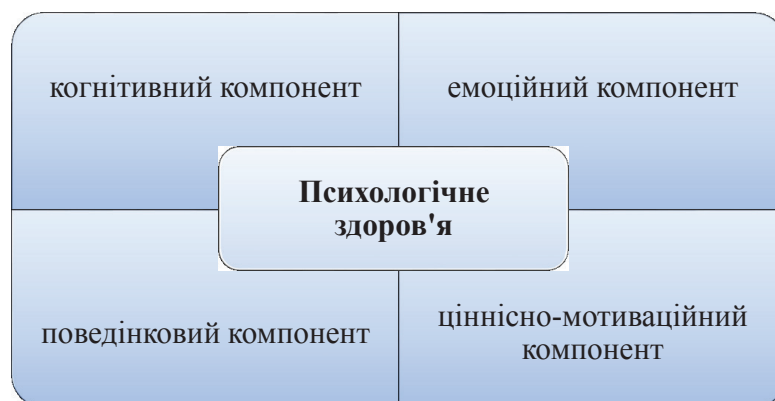 когнітивний компонент
емоційний компонент
Психологічне
здоров'я
поведінковий компонент
ціннісно-мотиваційний
компонент